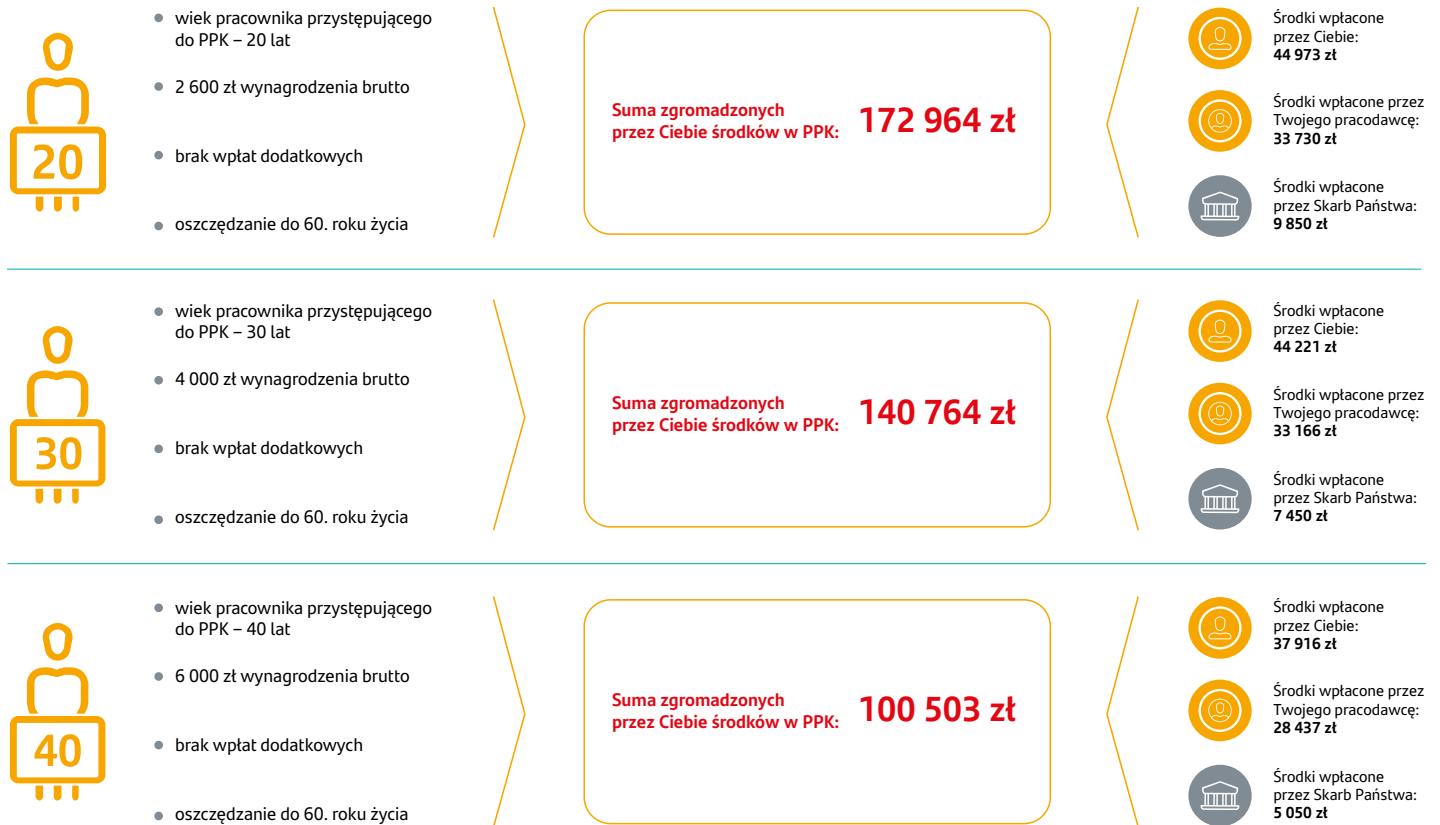 20
wiek pracownika przystępującego
do PPK – 20 lat
2 600 zł wynagrodzenia brutto
brak wpłat dodatkowych
oszczędzanie do 60. roku życia
Suma zgromadzonych
przez Ciebie środków w PPK:
172 964 zł
Środki wpłacone
przez Ciebie:
44 973 zł
Środki wpłacone przez
Twojego pracodawcę:
33 730 zł
Środki wpłacone
przez Skarb Państwa:
9 850 zł
30
wiek pracownika przystępującego
do PPK – 30 lat
4 000 zł wynagrodzenia brutto
brak wpłat dodatkowych
oszczędzanie do 60. roku życia
Suma zgromadzonych
przez Ciebie środków w PPK:
140 764 zł
Środki wpłacone
przez Ciebie:
44 221 zł
Środki wpłacone przez
Twojego pracodawcę:
33 166 zł
Środki wpłacone
przez Skarb Państwa:
7 450 zł
40
wiek pracownika przystępującego
do PPK – 40 lat
6 000 zł wynagrodzenia brutto
brak wpłat dodatkowych
oszczędzanie do 60. roku życia
Suma zgromadzonych
przez Ciebie środków w PPK:
100 503 zł
Środki wpłacone
przez Ciebie:
37 916 zł
Środki wpłacone przez
Twojego pracodawcę:
28 437 zł
Środki wpłacone
przez Skarb Państwa:
5 050 zł